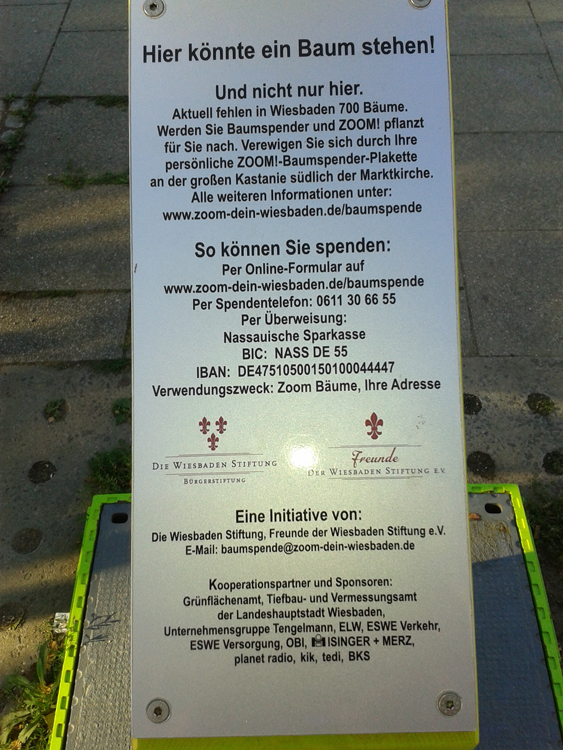 Hier könnte ein Baum stehen!
Und nicht nur hier.
Aktuell fehlen in Wiesbaden 700 Bäume.
Werden Sie Baumspender und ZOOM! pflanzt
für Sie nach. Verewigen Sie sich durch Ihre
persönliche ZOOM!-Baumspender-Plakette
an der großen Kastanie südlich der Marktkirche.
Alle weiteren Informationen unter:
www.zoom-dein-wiesbaden.de/baumspende
So können Sie spenden:
Per Online-Formular auf
www.zoom-dein-wiesbaden.de/baumspende
Per Spendentelefon: 0611 30 66 55
Per Überweisung:
Nassauische Sparkasse
BIC: NASS DE 55
IBAN: DE47510500150100044447
Verwendungszweck: Zoom Bäume, Ihre Adresse
DIE WIESBADEN STIFTUNG
BÜRGERSTIFTUNG
Freunde
DER WIESBADEN STIFTUNG E.V.
Eine Initiative von:
Die Wiesbaden Stiftung, Freunde der Wiesbaden Stiftung e.V.
E-Mail: baumspende@zoom-dein-wiesbaden.de
Kooperationspartner und Sponsoren:
Grünflächenamt, Tiefbau- und Vermessungsamt
der Landeshauptstadt Wiesbaden,
Unternehmensgruppe Tengelmann, ELW, ESWE Verkehr,
ESWE Versorgung, OBI, ISINGER + MERZ,
planet radio, kik, tedi, BKS